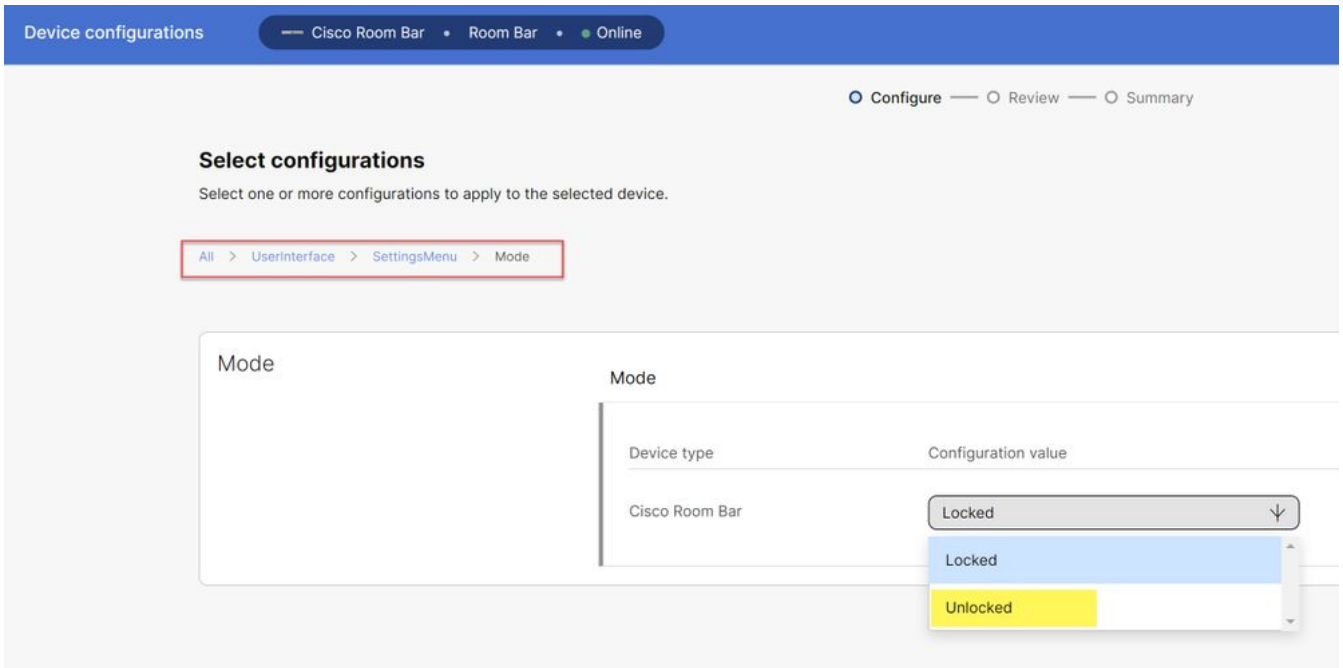 Device configurations
Cisco Room Bar • Room Bar • Online
Configure Review Summary
Select configurations
Select one or more configurations to apply to the selected device.
All > UserInterface > SettingsMenu > Mode
Mode
Mode
Device type Configuration value
Cisco Room Bar Locked
Locked
Unlocked